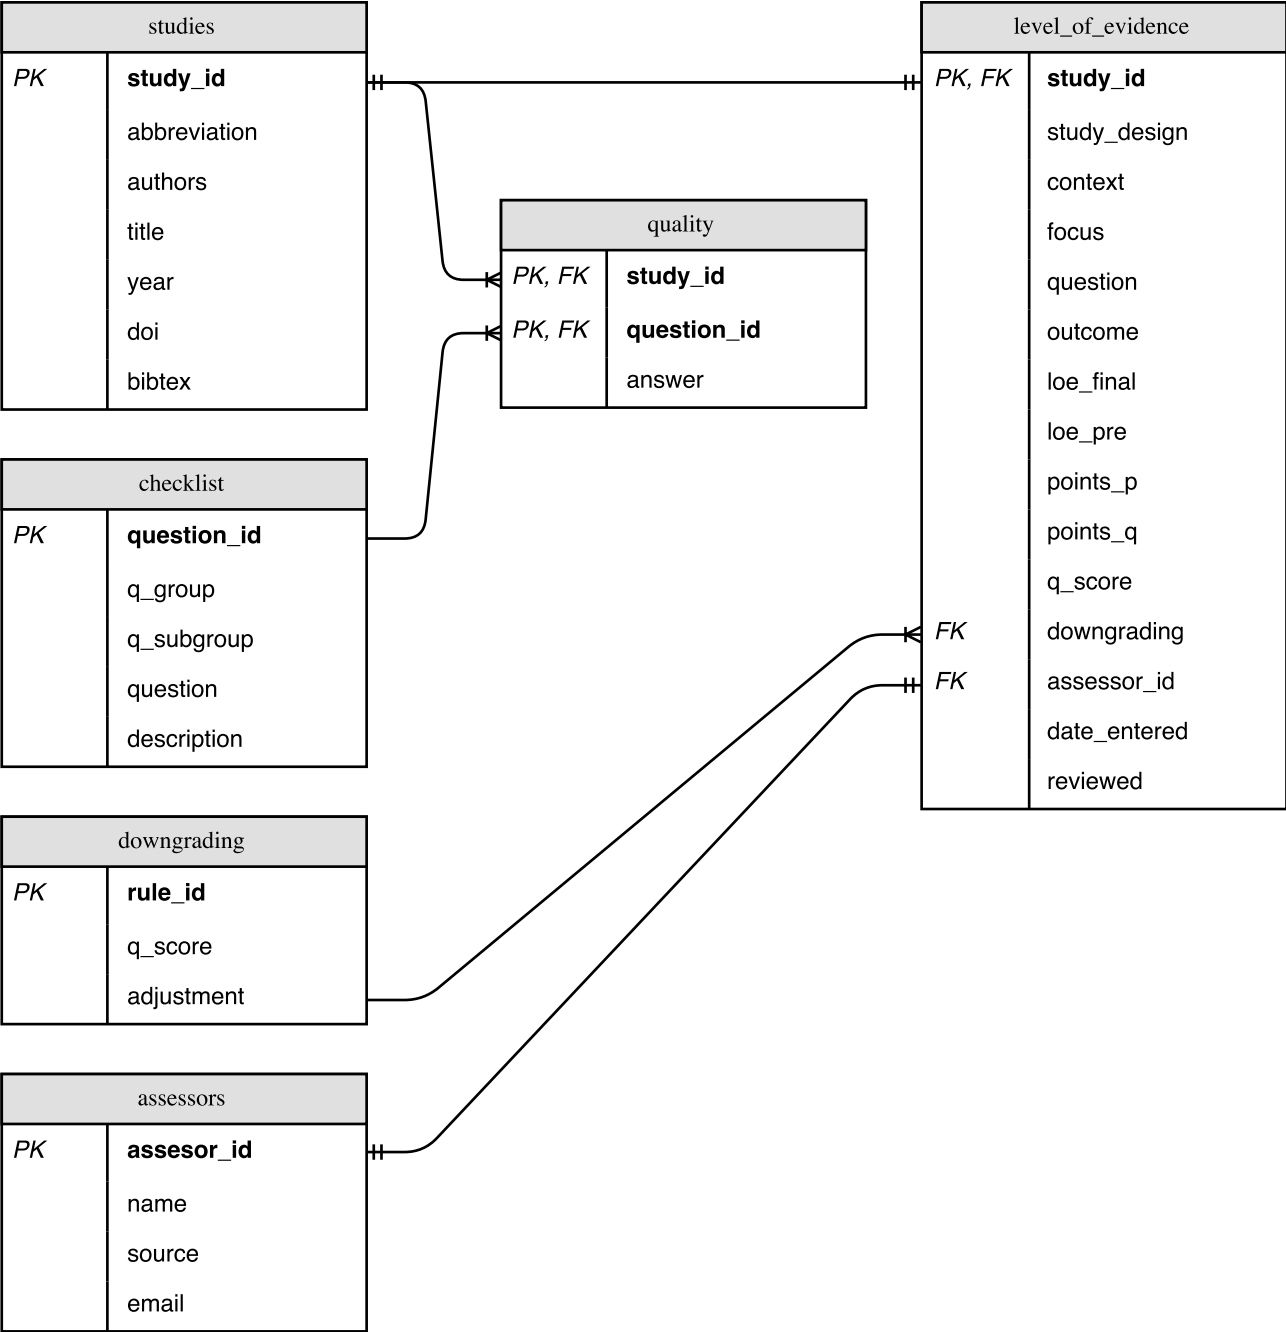 studies
PK study_id
abbreviation
authors
title
year
doi
bibtex
checklist
PK question_id
q_group
q_subgroup
question
description
downgrading
PK rule_id
q_score
adjustment
assessors
PK assesor_id
name
source
email
quality
PK, FK study_id
PK, FK question_id
answer
level_of_evidence
PK, FK study_id
study_design
context
focus
question
outcome
loe_final
loe_pre
points_p
points_q
q_score
FK downgrading
FK assessor_id
date_entered
reviewed